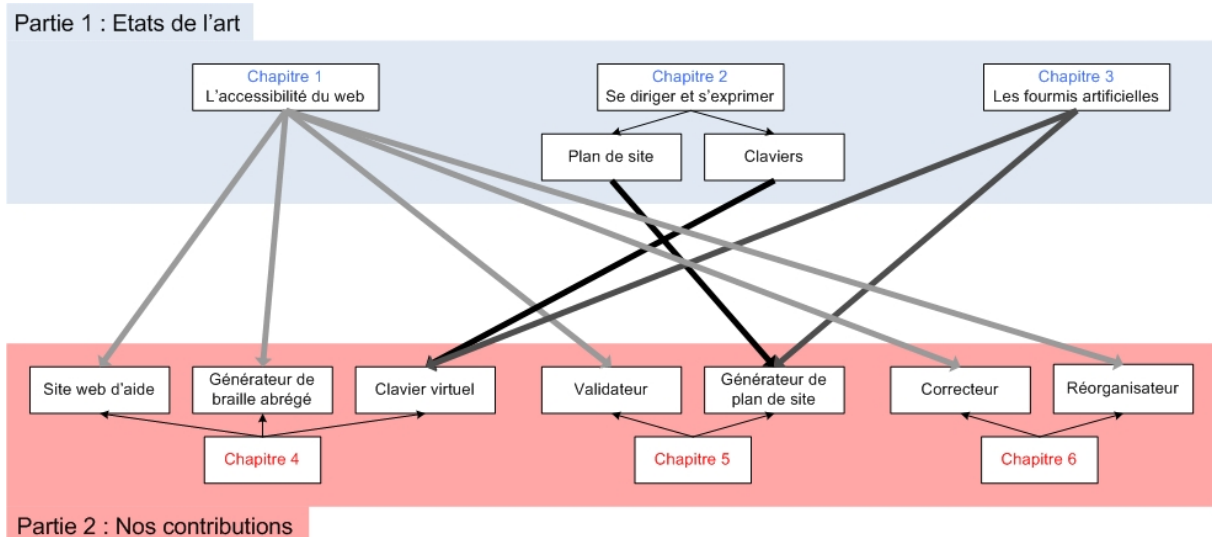 Partie 1 : Etats de l'art
Chapitre 1
L'accessibilité du web
Chapitre 2
Se diriger et s'exprimer
Chapitre 3
Les fourmis artificielles
Plan de site
Claviers
Site web d'aide
Générateur de
braille abrégé
Clavier virtuel
Validateur
Générateur de
plan de site
Correcteur
Réorganisateur
Chapitre 4
Chapitre 5
Chapitre 6
Partie 2 : Nos contributions